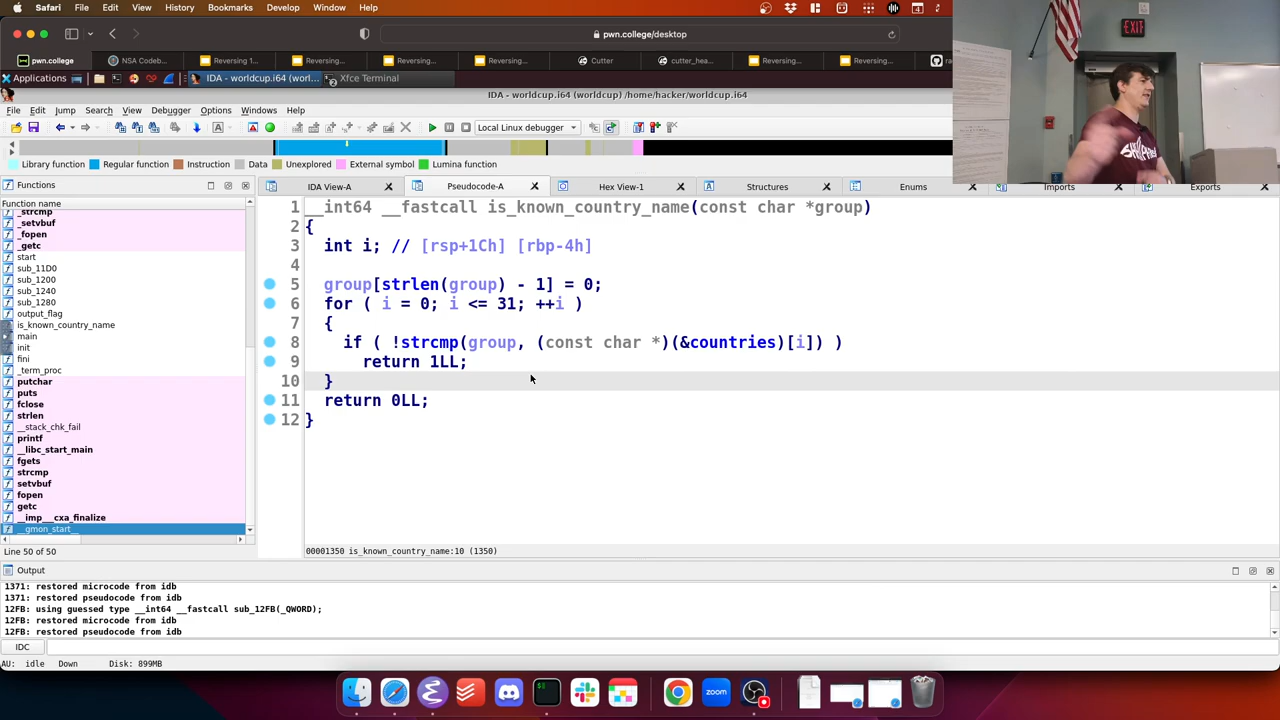 Safari File Edit View History Bookmarks Develop Window Help
pwn.college/desktop
pwn.college NSA Codeb... Reversing 1... Reversing... Reversing... Reversing... Cutter cutter_hea... Reversing... Reversing...
Applications IDA - worldcup.i64 (worl... Xfce Terminal
IDA - worldcup.i64 (worldcup) /home/hacker/worldcup.i64
File Edit Jump Search View Debugger Options Windows Help
Local Linux debugger
Library function Regular function Instruction Data Unexplored External symbol Lumina function
EXIT
Functions
IDA View-A Pseudocode-A Hex View-1 Structures Enums Imports Exports
Function name
_strcmp
_setvbuf
_fopen
_getc
start
sub_11D0
sub_1200
sub_1240
sub_1280
output_flag
is_known_country_name
main
init
fini
_term_proc
putchar
puts
fclose
strlen
__stack_chk_fail
printf
__libc_start_main
fgets
strcmp
setvbuf
fopen
getc
__imp___cxa_finalize
__gmon_start__
Line 50 of 50
1 __int64 __fastcall is_known_country_name(const char *group)
2 {
3 int i; // [rsp+1Ch] [rbp-4h]
4
5 group[strlen(group) - 1] = 0;
6 for ( i = 0; i <= 31; ++i )
7 {
8 if ( !strcmp(group, (const char *)(&countries)[i]) )
9 return 1LL;
10 }
11 return 0LL;
12 }
00001350 is_known_country_name:10 (1350)
Output
1371: restored microcode from idb
1371: restored pseudocode from idb
12FB: using guessed type __int64 __fastcall sub_12FB(_QWORD);
12FB: restored microcode from idb
12FB: restored pseudocode from idb
IDC
AU: idle Down Disk: 899MB
zoom